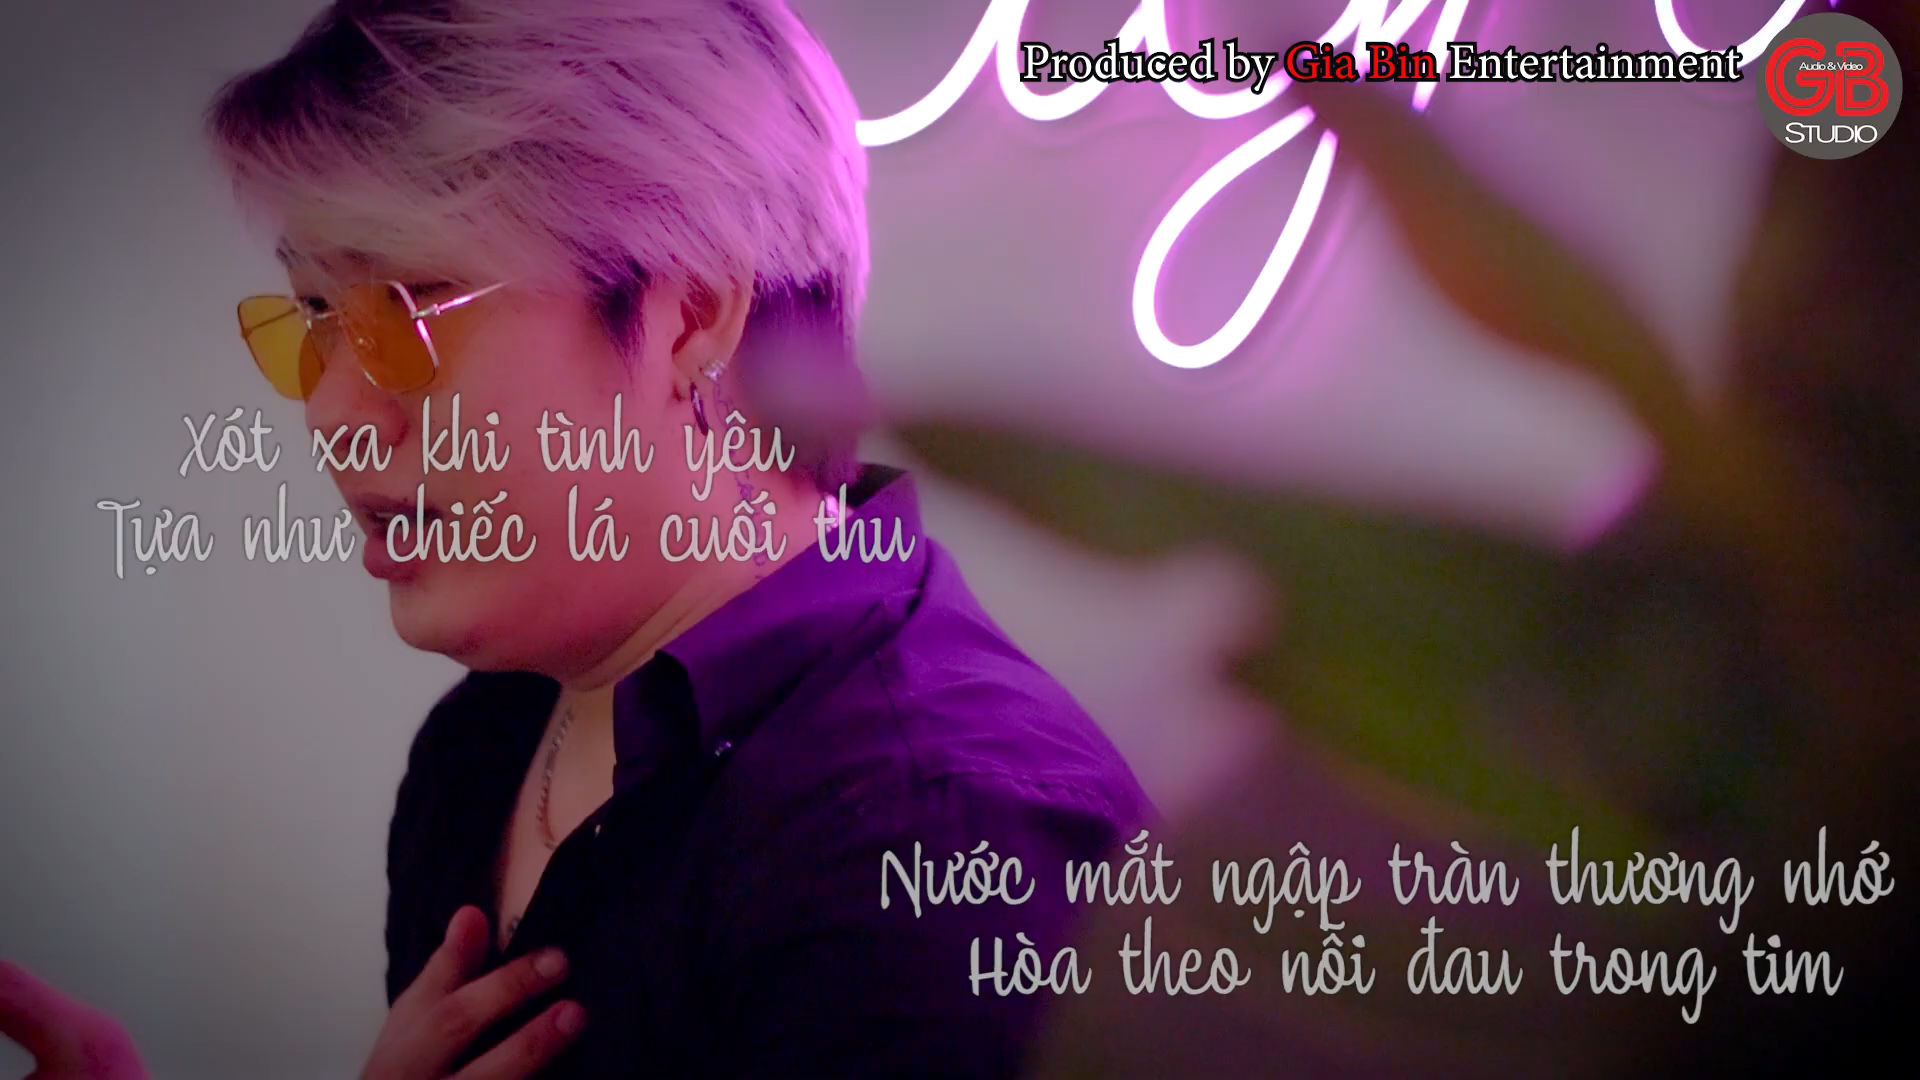 Produced by Gia Bin Entertainment
GB
Audio & Video
STUDIO
Xót xa khi tình yêu
Tựa như chiếc lá cuối thu
Nước mắt ngập tràn thương nhớ
Hòa theo nỗi đau trong tim